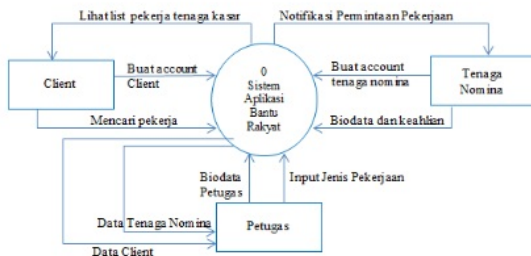 Lihat list pekerja tenaga kasar
Notifikasi Permintaan Pekerjaan
Client
Buat account
Client
Mencari pekerja
0
Sistem
Aplikasi
Bantu
Rakyat
Buat account
tenaga nomina
Biodata dan keahlian
Tenaga
Nomina
Biodata
Petugas
Input Jenis Pekerjaan
Data Tenaga Nomina
Data Client
Petugas